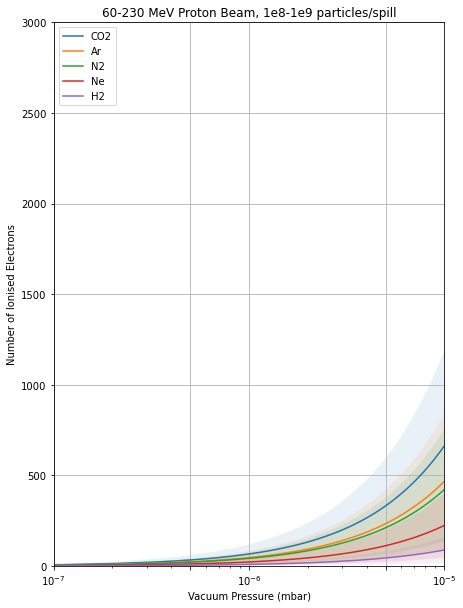 60-230 MeV Proton Beam, 1e8-1e9 particles/spill
CO2
Ar
N2
Ne
H2
3000
2500
2000
1500
1000
500
0
Number of Ionised Electrons
10⁻⁷
10⁻⁶
10⁻⁵
Vacuum Pressure (mbar)